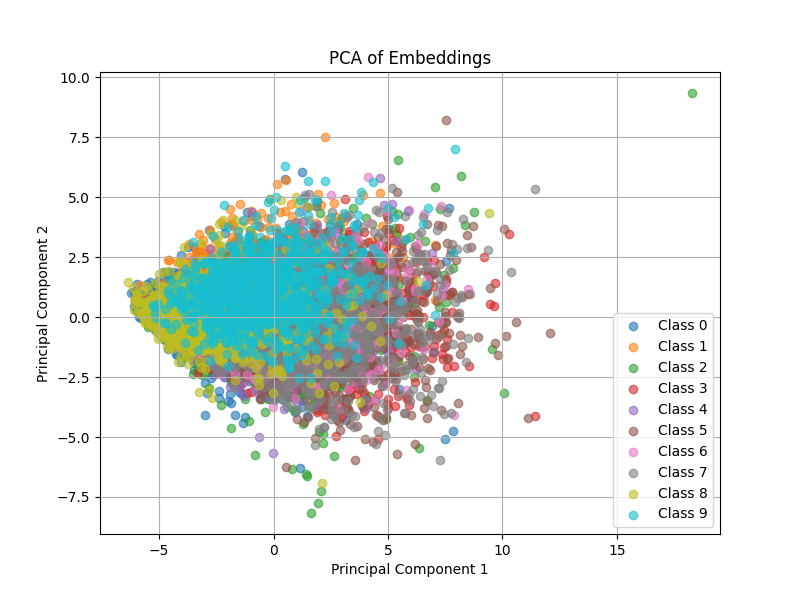 PCA of Embeddings
Principal Component 2
10.0
7.5
5.0
2.5
0.0
−2.5
−5.0
−7.5
−5
0
5
10
15
Principal Component 1
Class 0
Class 1
Class 2
Class 3
Class 4
Class 5
Class 6
Class 7
Class 8
Class 9